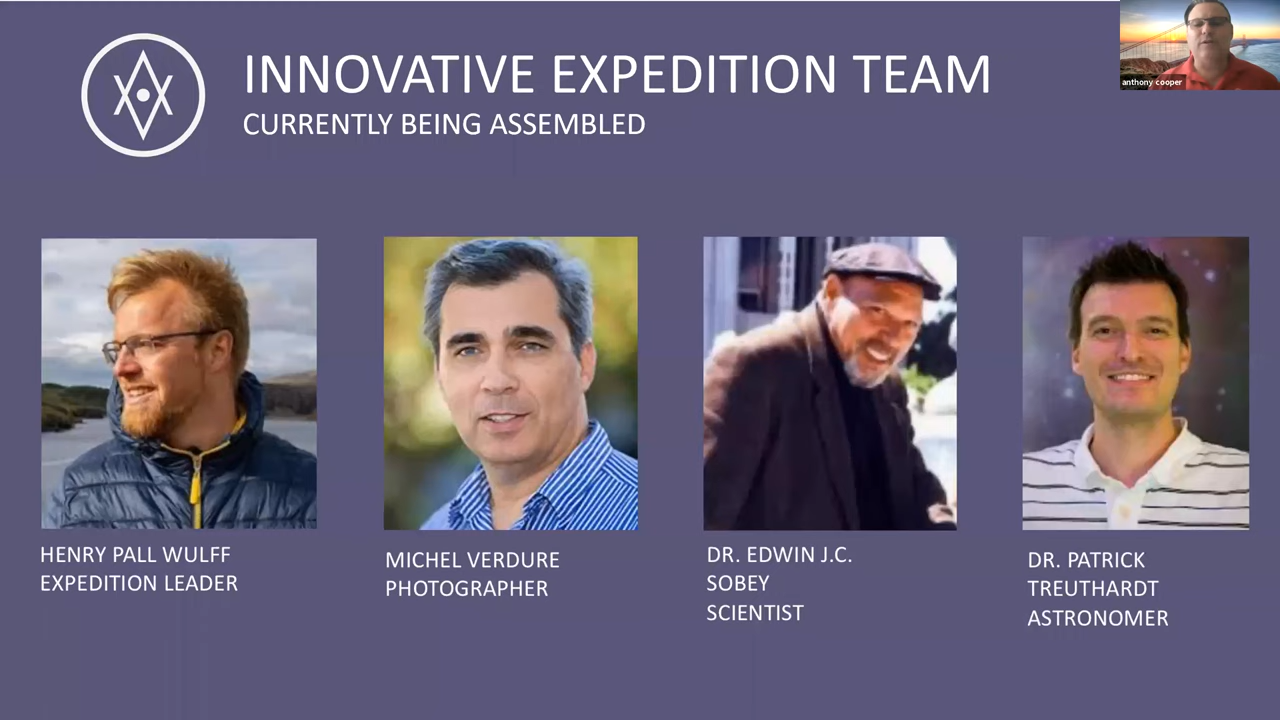 INNOVATIVE EXPEDITION TEAM
CURRENTLY BEING ASSEMBLED
anthony cooper
HENRY PALL WULFF
EXPEDITION LEADER
MICHEL VERDURE
PHOTOGRAPHER
DR. EDWIN J.C.
SOBEY
SCIENTIST
DR. PATRICK
TREUTHARDT
ASTRONOMER